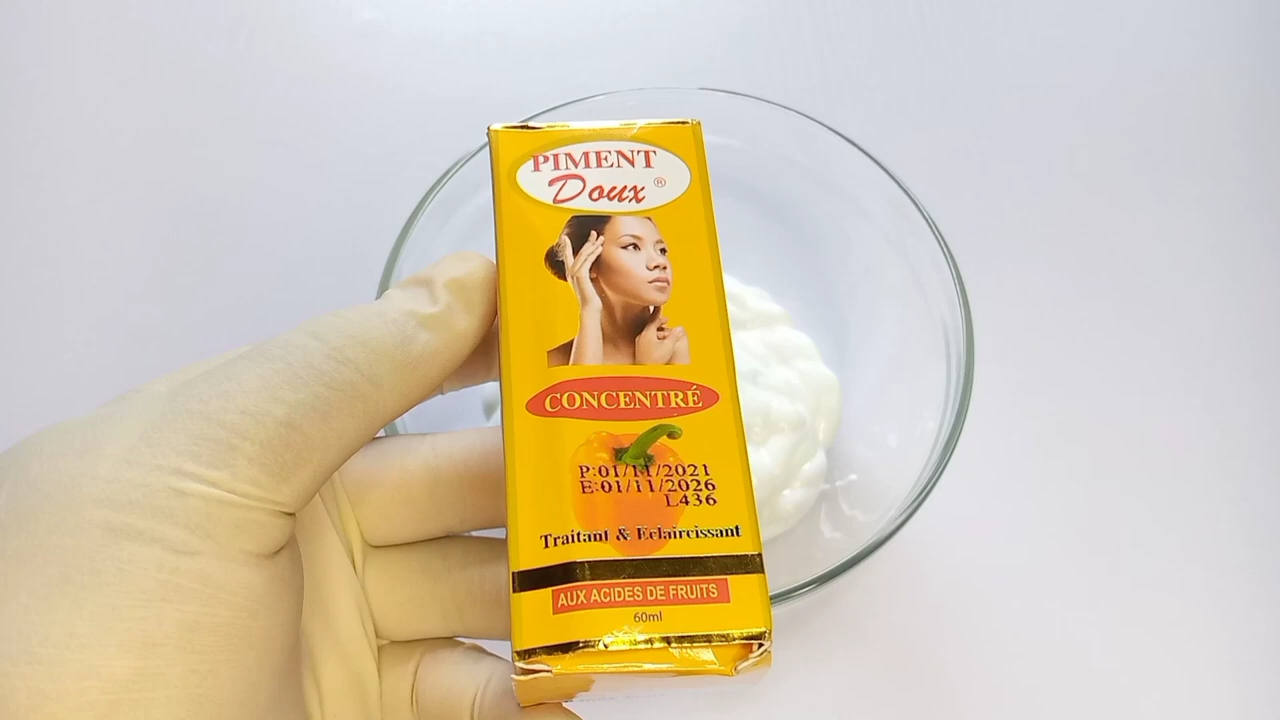 PIMENT
Doux ®
CONCENTRÉ
P:01/11/2021
E:01/11/2026
L436
Traitant & Eclaircissant
AUX ACIDES DE FRUITS
60ml